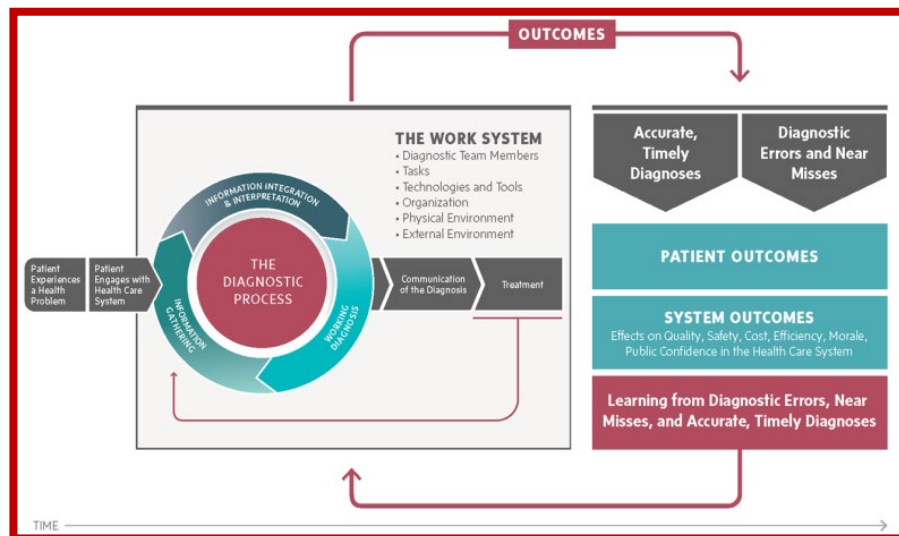 OUTCOMES
THE WORK SYSTEM
• Diagnostic Team Members
• Tasks
• Technologies and Tools
• Organization
• Physical Environment
• External Environment
Patient
Experiences
a Health
Problem
Patient
Engages with
Health Care
System
INFORMATION INTEGRATION
& INTERPRETATION
INFORMATION
GATHERING
WORKING
DIAGNOSIS
THE
DIAGNOSTIC
PROCESS
Communication
of the Diagnosis
Treatment
Accurate,
Timely
Diagnoses
Diagnostic
Errors and Near
Misses
PATIENT OUTCOMES
SYSTEM OUTCOMES
Effects on Quality, Safety, Cost, Efficiency, Morale,
Public Confidence in the Health Care System
Learning from Diagnostic Errors, Near
Misses, and Accurate, Timely Diagnoses
TIME